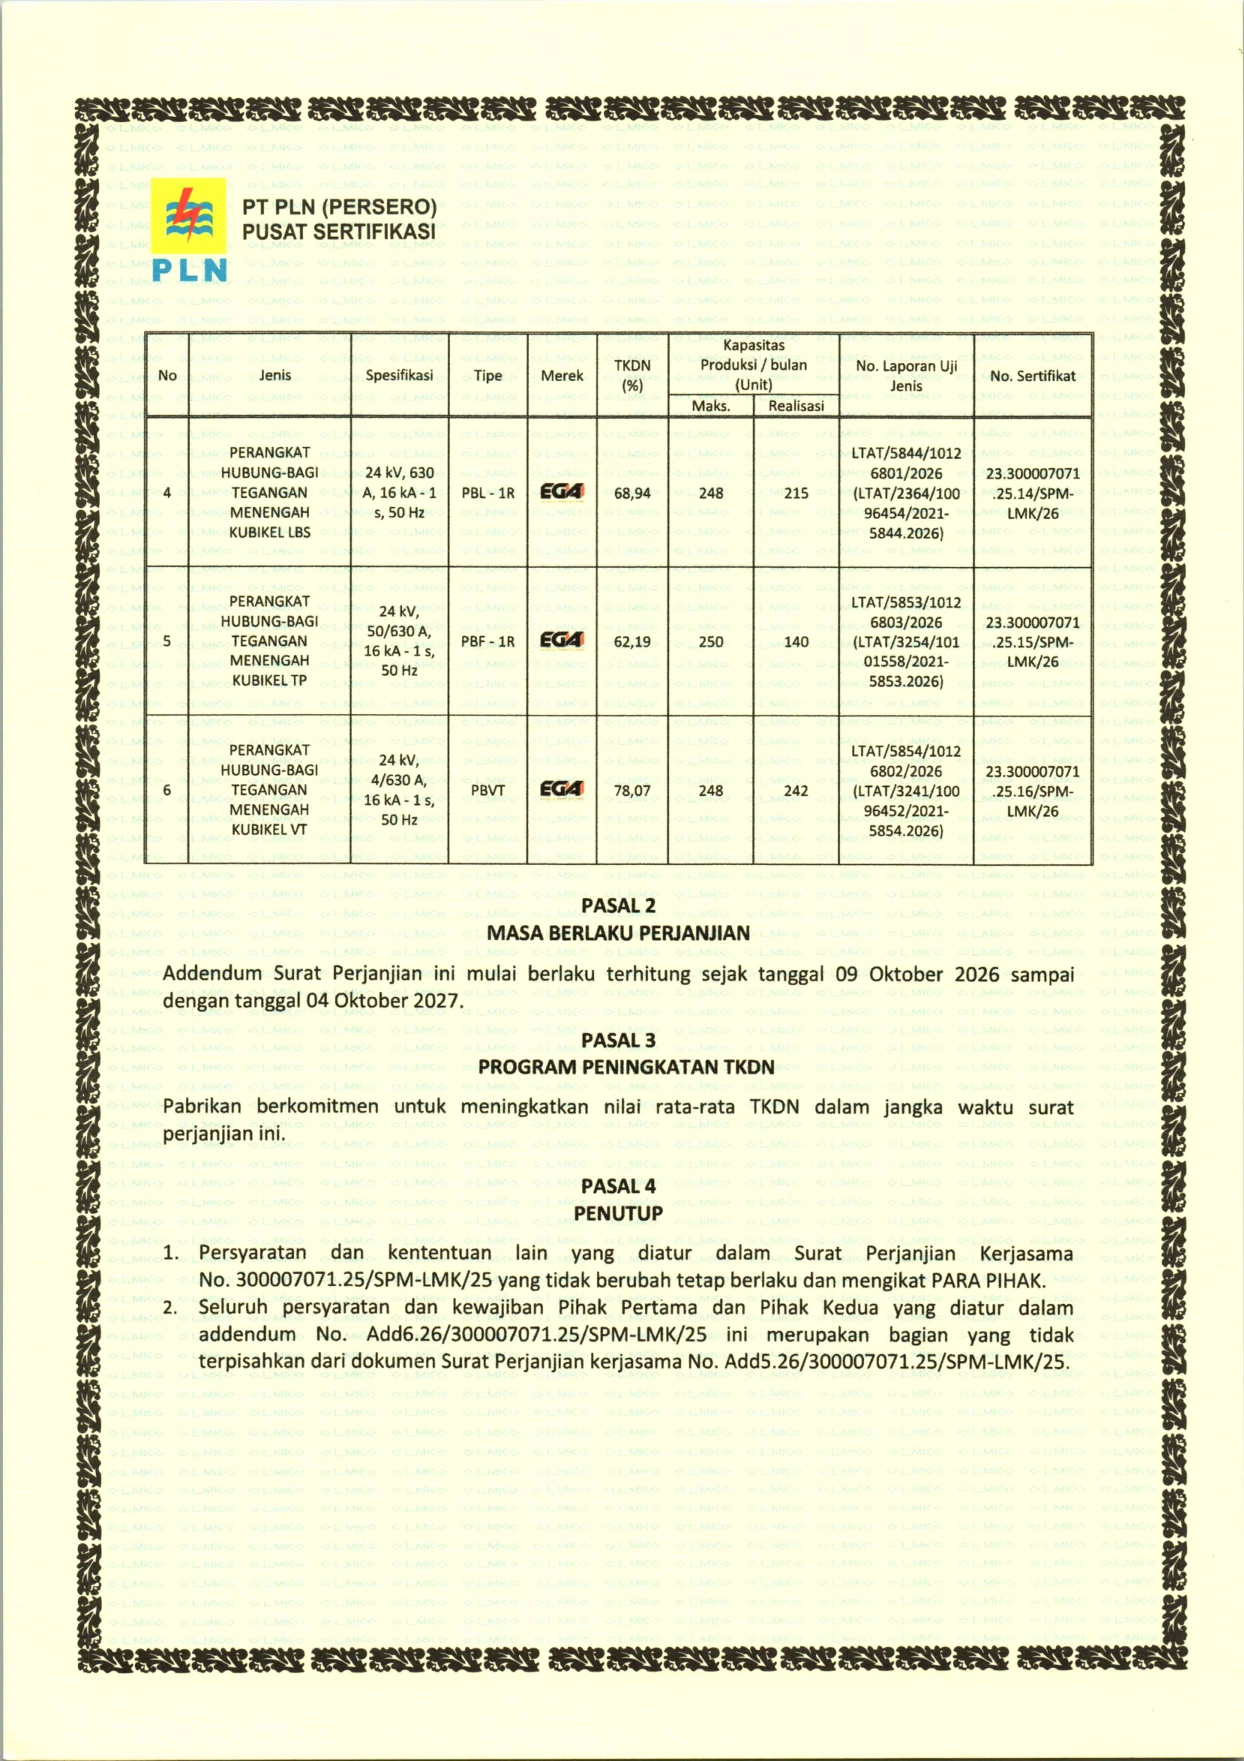 PT PLN (PERSERO)
PUSAT SERTIFIKASI
PLN
No
Jenis
Spesifikasi
Tipe
Merek
TKDN
(%)
Kapasitas
Produksi / bulan
(Unit)
Maks.
Realisasi
No. Laporan Uji
Jenis
No. Sertifikat
4
PERANGKAT
HUBUNG-BAGI
TEGANGAN
MENENGAH
KUBIKEL LBS
24 kV, 630
A, 16 kA - 1
s, 50 Hz
PBL - 1R
EGA
68,94
248
215
LTAT/5844/1012
6801/2026
(LTAT/2364/100
96454/2021-
5844.2026)
23.300007071
.25.14/SPM-
LMK/26
5
PERANGKAT
HUBUNG-BAGI
TEGANGAN
MENENGAH
KUBIKEL TP
24 kV,
50/630 A,
16 kA - 1 s,
50 Hz
PBF - 1R
EGA
62,19
250
140
LTAT/5853/1012
6803/2026
(LTAT/3254/101
01558/2021-
5853.2026)
23.300007071
.25.15/SPM-
LMK/26
6
PERANGKAT
HUBUNG-BAGI
TEGANGAN
MENENGAH
KUBIKEL VT
24 kV,
4/630 A,
16 kA - 1 s,
50 Hz
PBVT
EGA
78,07
248
242
LTAT/5854/1012
6802/2026
(LTAT/3241/100
96452/2021-
5854.2026)
23.300007071
.25.16/SPM-
LMK/26
PASAL 2
MASA BERLAKU PERJANJIAN
Addendum Surat Perjanjian ini mulai berlaku terhitung sejak tanggal 09 Oktober 2026 sampai
dengan tanggal 04 Oktober 2027.
PASAL 3
PROGRAM PENINGKATAN TKDN
Pabrikan berkomitmen untuk meningkatkan nilai rata-rata TKDN dalam jangka waktu surat
perjanjian ini.
PASAL 4
PENUTUP
1. Persyaratan dan kententuan lain yang diatur dalam Surat Perjanjian Kerjasama
No. 300007071.25/SPM-LMK/25 yang tidak berubah tetap berlaku dan mengikat PARA PIHAK.
2. Seluruh persyaratan dan kewajiban Pihak Pertama dan Pihak Kedua yang diatur dalam
addendum No. Add6.26/300007071.25/SPM-LMK/25 ini merupakan bagian yang tidak
terpisahkan dari dokumen Surat Perjanjian kerjasama No. Add5.26/300007071.25/SPM-LMK/25.